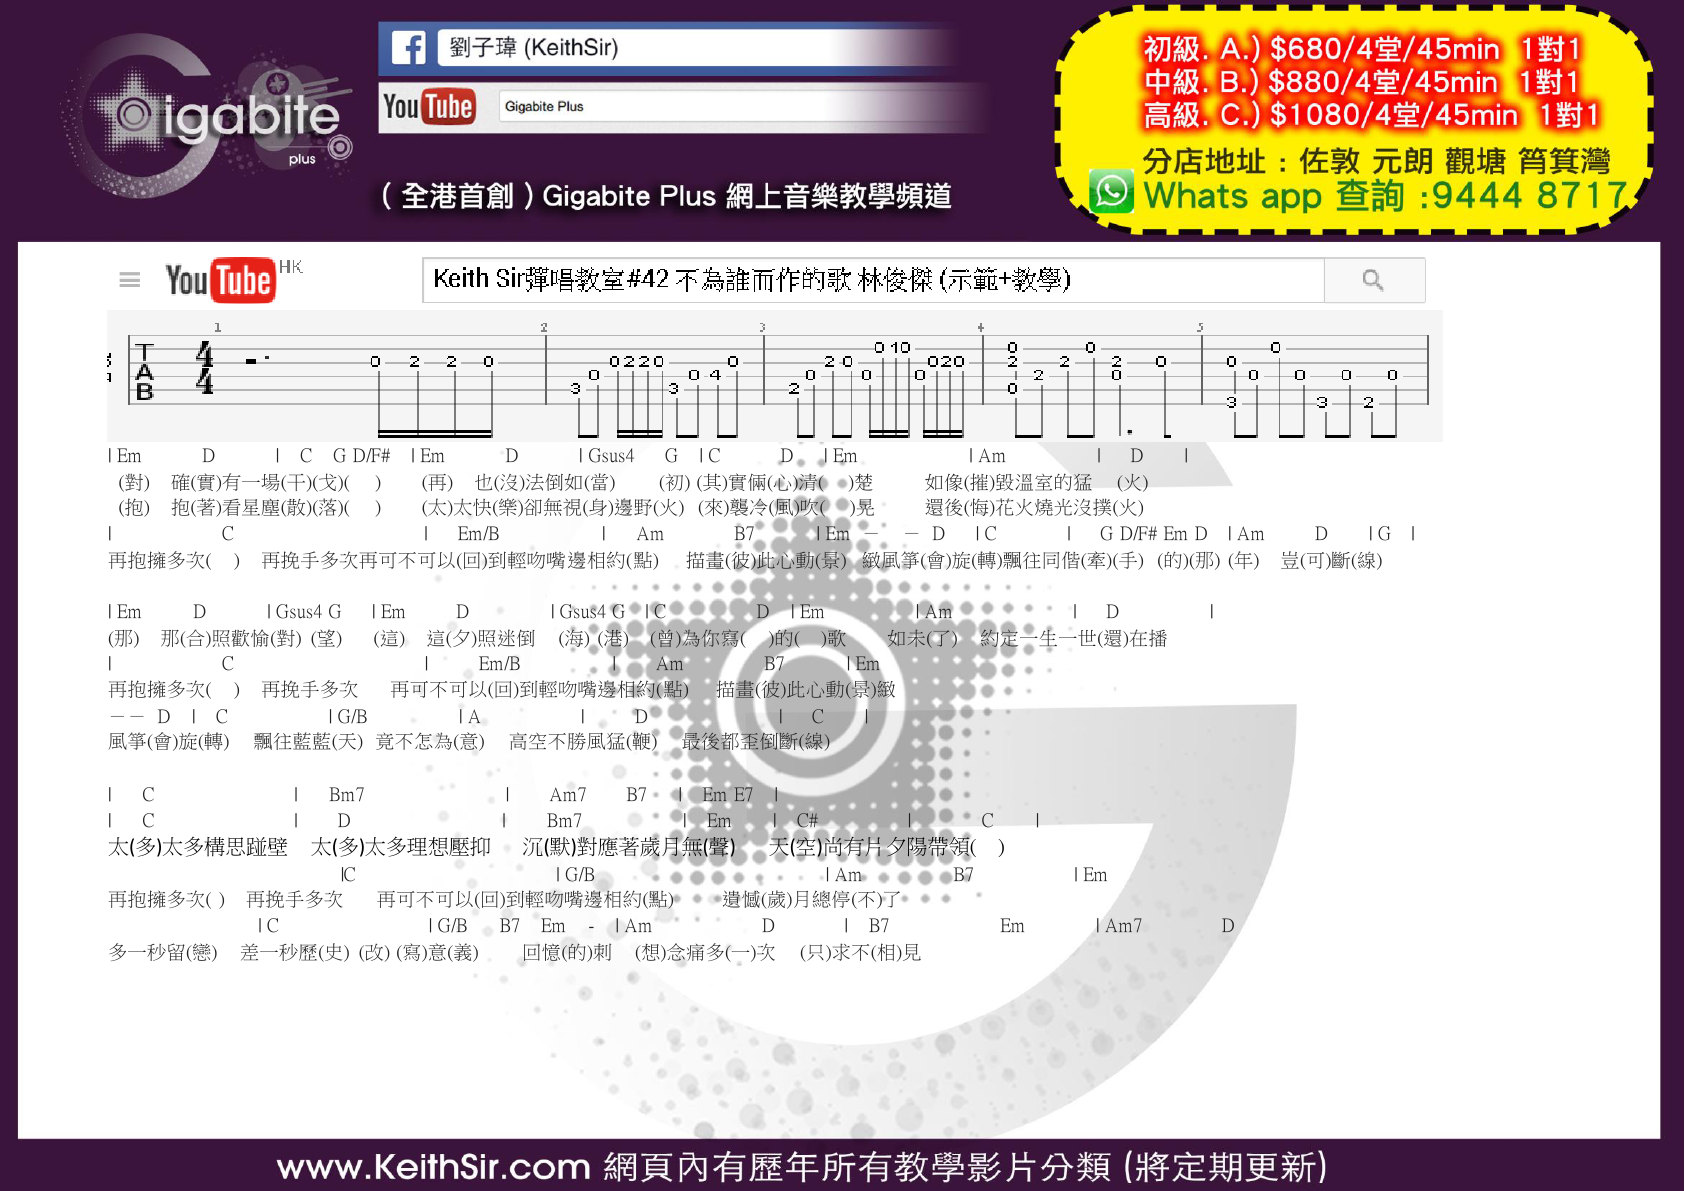 Gigabite
plus
劉子瑋 (KeithSir)
YouTube
Gigabite Plus
( 全港首創 ) Gigabite Plus 網上音樂教學頻道
初級. A.) $680/4堂/45min 1對1
中級. B.) $880/4堂/45min 1對1
高級. C.) $1080/4堂/45min 1對1
分店地址 : 佐敦 元朗 觀塘 筲箕灣
Whats app 查詢 :9444 8717
YouTube HK
Keith Sir彈唱教室#42 不為誰而作的歌 林俊傑 (示範+教學)
1 2 3 4 5
T
A
B
4
4
| Em D | C G D/F# | Em D | Gsus4 G | C D | Em | Am | D |
(對) 確(實)有一場(干)(戈)( ) (再) 也(沒)法倒如(當) (初) (其)實倆(心)清( )楚 如像(摧)毀溫室的猛 (火)
(抱) 抱(著)看星塵(散)(落)( ) (太)太快(樂)卻無視(身)邊野(火) (來)襲冷(風)吹( )晃 還後(悔)花火燒光沒撲(火)
| C | Em/B | Am B7 | Em － － D | C | G D/F# Em D | Am D | G |
再抱擁多次( ) 再挽手多次再可不可以(回)到輕吻嘴邊相約(點) 描畫(彼)此心動(景) 緻風箏(會)旋(轉)飄往同偕(牽)(手) (的)(那) (年) 豈(可)斷(線)
| Em D | Gsus4 G | Em D | Gsus4 G | C D | Em | Am | D |
(那) 那(合)照歡愉(對) (望) (這) 這(夕)照迷倒 (海) (港) (曾)為你寫( )的( )歌 如未(了) 約定一生一世(還)在播
| C | Em/B | Am B7 | Em
再抱擁多次( ) 再挽手多次 再可不可以(回)到輕吻嘴邊相約(點) 描畫(彼)此心動(景)緻
－－ D | C | G/B | A | D | C |
風箏(會)旋(轉) 飄往藍藍(天) 竟不怎為(意) 高空不勝風猛(鞭) 最後都歪倒斷(線)
| C | Bm7 | Am7 B7 | Em E7 |
| C | D | Bm7 | Em | C# | C |
太(多)太多構思踫壁 太(多)太多理想壓抑 沉(默)對應著歲月無(聲) 天(空)尚有片夕陽帶領( )
|C | G/B | Am B7 | Em
再抱擁多次( ) 再挽手多次 再可不可以(回)到輕吻嘴邊相約(點) 遺憾(歲)月總停(不)了
| C | G/B B7 Em - | Am D | B7 Em | Am7 D
多一秒留(戀) 差一秒歷(史) (改) (寫)意(義) 回憶(的)刺 (想)念痛多(一)次 (只)求不(相)見
www.KeithSir.com 網頁內有歷年所有教學影片分類 (將定期更新)